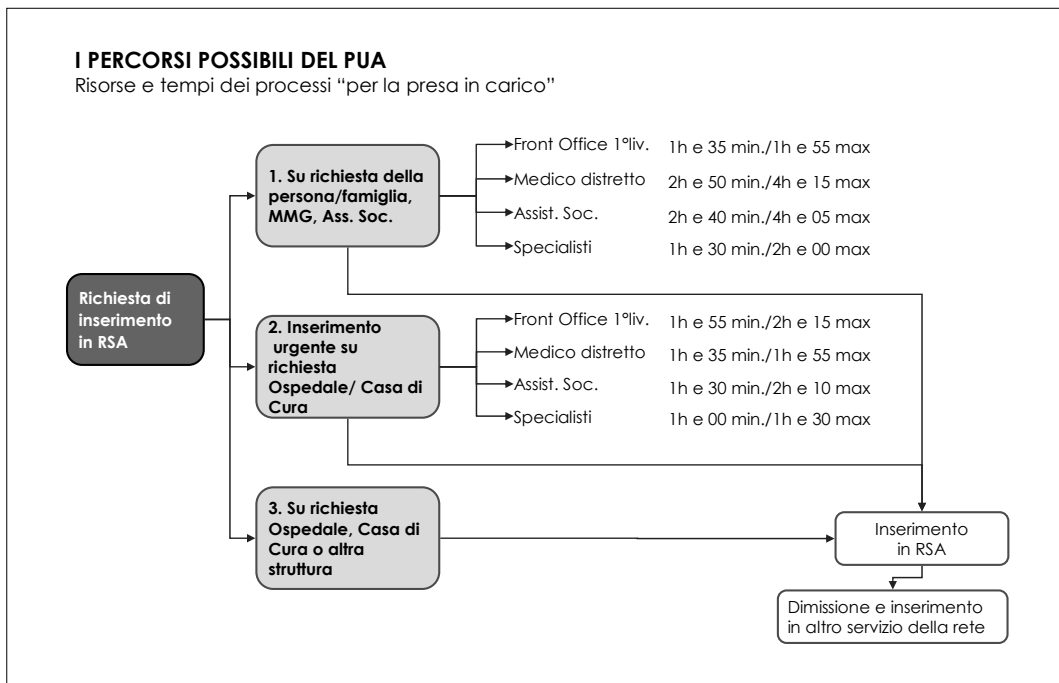 I PERCORSI POSSIBILI DEL PUA
Risorse e tempi dei processi “per la presa in carico”
Richiesta di
inserimento
in RSA
1. Su richiesta della
persona/famiglia,
MMG, Ass. Soc.
Front Office 1°liv. 1h e 35 min./1h e 55 max
Medico distretto 2h e 50 min./4h e 15 max
Assist. Soc. 2h e 40 min./4h e 05 max
Specialisti 1h e 30 min./2h e 00 max
2. Inserimento
urgente su
richiesta
Ospedale/ Casa di
Cura
Front Office 1°liv. 1h e 55 min./2h e 15 max
Medico distretto 1h e 35 min./1h e 55 max
Assist. Soc. 1h e 30 min./2h e 10 max
Specialisti 1h e 00 min./1h e 30 max
3. Su richiesta
Ospedale, Casa di
Cura o altra
struttura
Inserimento
in RSA
Dimissione e inserimento
in altro servizio della rete